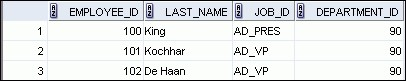 EMPLOYEE_ID LAST_NAME JOB_ID DEPARTMENT_ID
1 100 King AD_PRES 90
2 101 Kochhar AD_VP 90
3 102 De Haan AD_VP 90